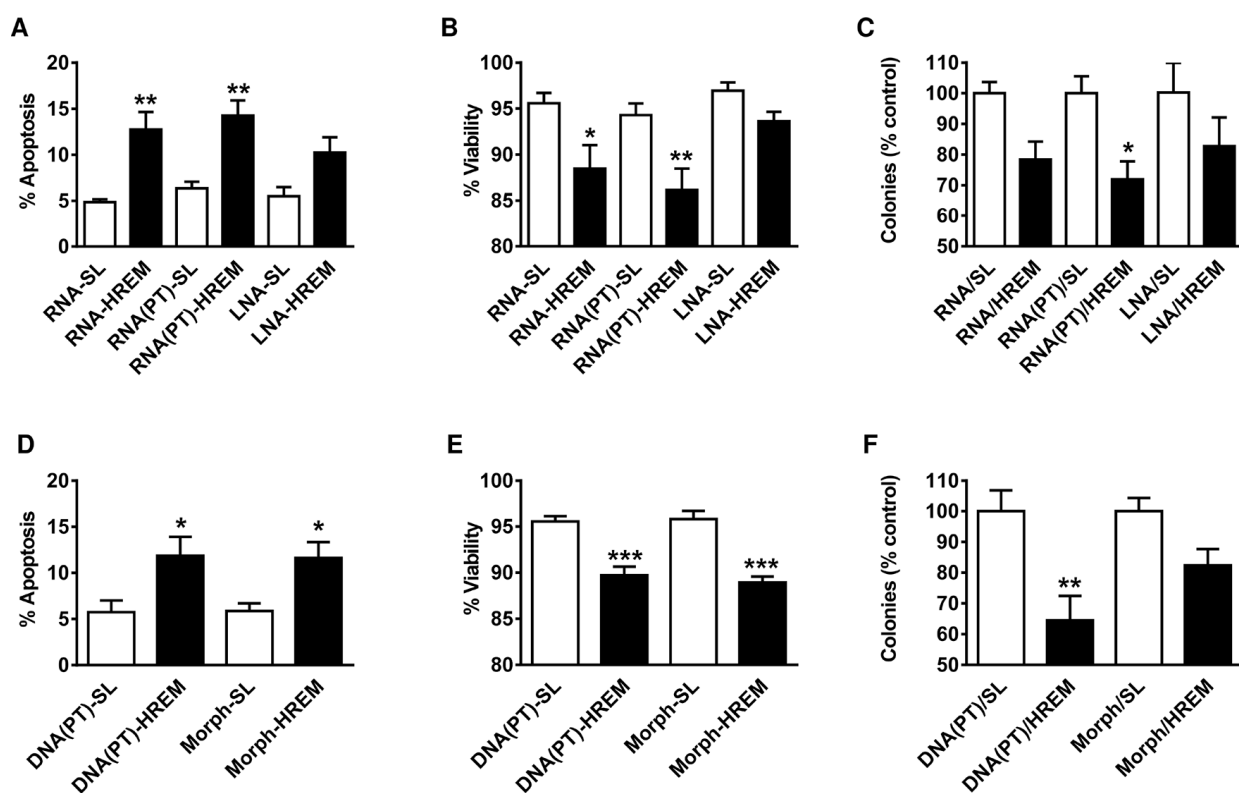 A
% Apoptosis
20
15
10
5
0
**
**
RNA-SL
RNA-HREM
RNA(PT)-SL
RNA(PT)-HREM
LNA-SL
LNA-HREM
B
% Viability
100
95
90
85
80
*
**
RNA-SL
RNA-HREM
RNA(PT)-SL
RNA(PT)-HREM
LNA-SL
LNA-HREM
C
Colonies (% control)
110
100
90
80
70
60
50
*
RNA/SL
RNA/HREM
RNA(PT)/SL
RNA(PT)/HREM
LNA/SL
LNA/HREM
D
% Apoptosis
20
15
10
5
0
*
*
DNA(PT)-SL
DNA(PT)-HREM
Morph-SL
Morph-HREM
E
% Viability
100
95
90
85
80
***
***
DNA(PT)-SL
DNA(PT)-HREM
Morph-SL
Morph-HREM
F
Colonies (% control)
110
100
90
80
70
60
50
**
DNA(PT)/SL
DNA(PT)/HREM
Morph/SL
Morph/HREM